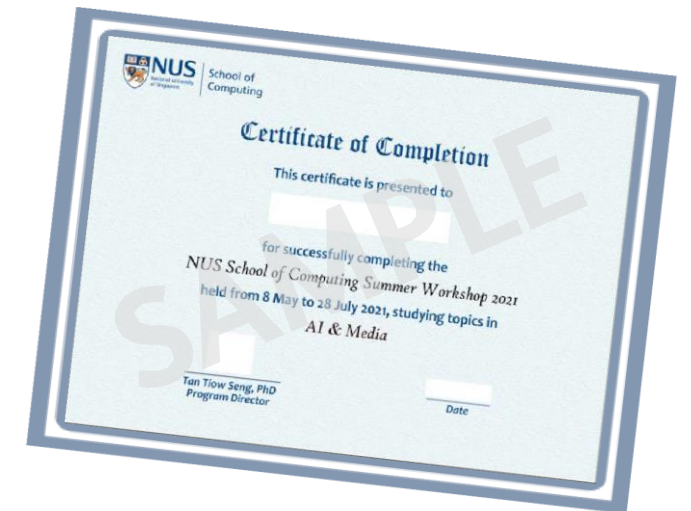 NUS
National University
of Singapore
School of
Computing
Certificate of Completion
This certificate is presented to
for successfully completing the
NUS School of Computing Summer Workshop 2021
held from 8 May to 28 July 2021, studying topics in
AI & Media
SAMPLE
Tan Tiow Seng, PhD
Program Director
Date